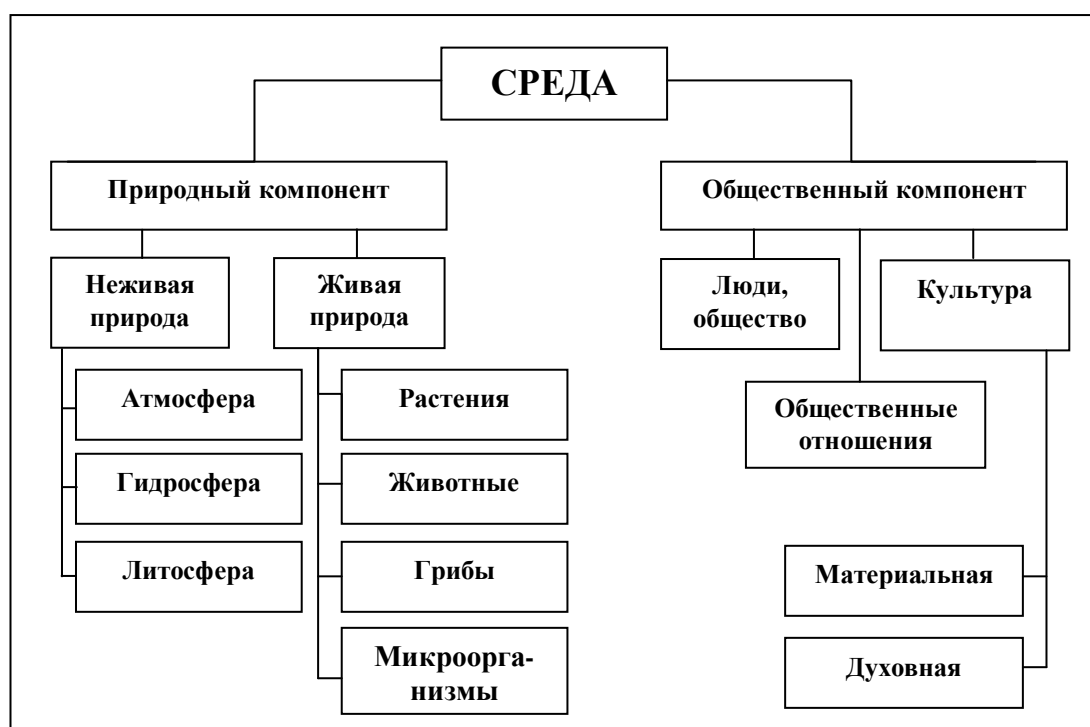 СРЕДА
Природный компонент
Общественный компонент
Неживая
природа
Живая
природа
Люди,
общество
Культура
Атмосфера
Растения
Общественные
отношения
Гидросфера
Животные
Литосфера
Грибы
Материальная
Микроорга-
низмы
Духовная